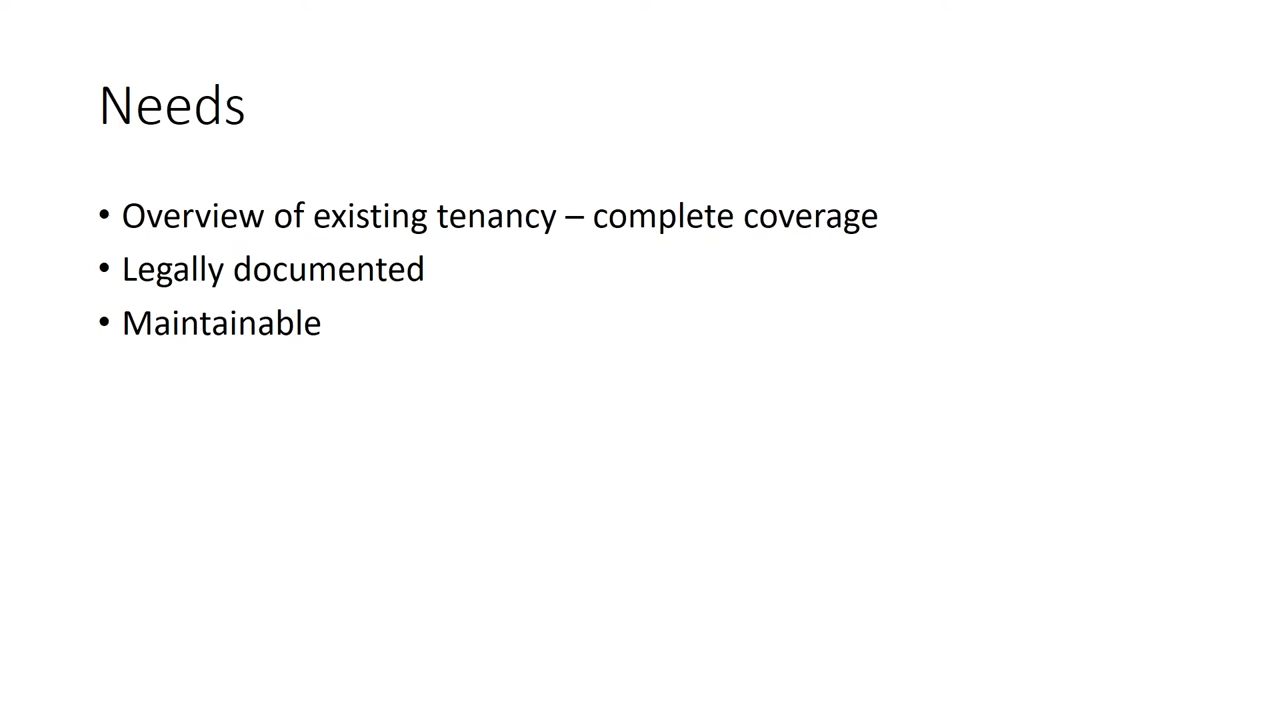 Needs
• Overview of existing tenancy – complete coverage
• Legally documented
• Maintainable